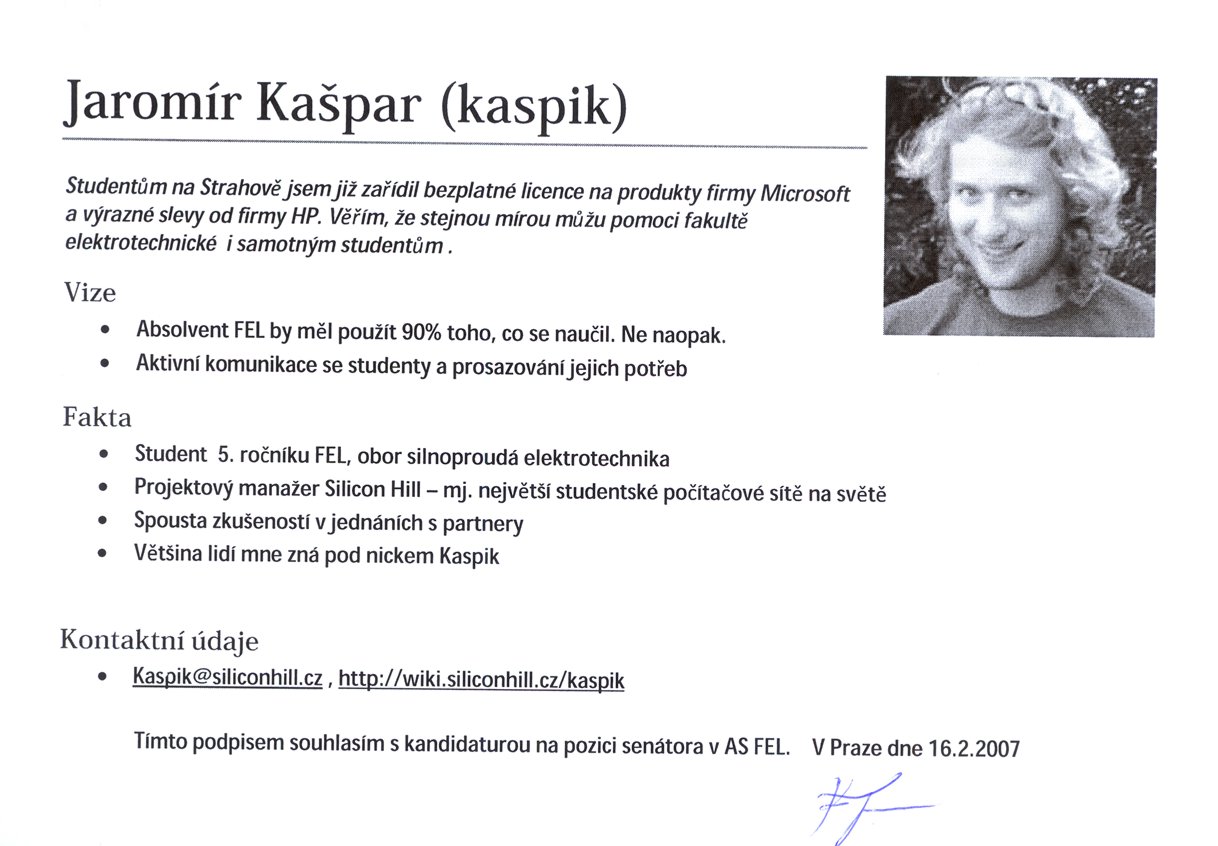 Jaromír Kašpar (kaspik)
Studentům na Strahově jsem již zařídil bezplatné licence na produkty firmy Microsoft
a výrazné slevy od firmy HP. Věřím, že stejnou mírou můžu pomoci fakultě
elektrotechnické i samotným studentům .
Vize
• Absolvent FEL by měl použít 90% toho, co se naučil. Ne naopak.
• Aktivní komunikace se studenty a prosazování jejich potřeb
Fakta
• Student 5. ročníku FEL, obor silnoproudá elektrotechnika
• Projektový manažer Silicon Hill – mj. největší studentské počítačové sítě na světě
• Spousta zkušeností v jednáních s partnery
• Většina lidí mne zná pod nickem Kaspik
Kontaktní údaje
• Kaspik@siliconhill.cz , http://wiki.siliconhill.cz/kaspik
Tímto podpisem souhlasím s kandidaturou na pozici senátora v AS FEL. V Praze dne 16.2.2007